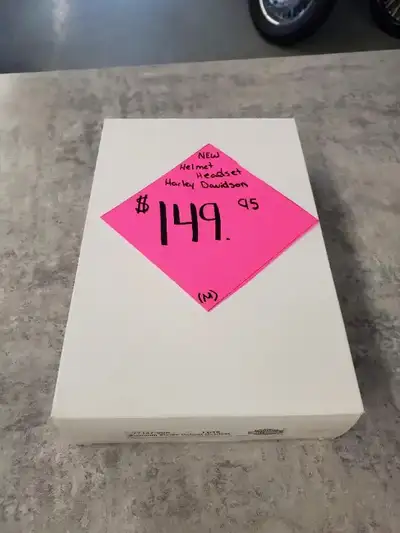 NEW
Helmet
Headset
Harley Davidson
$149.95
(M)